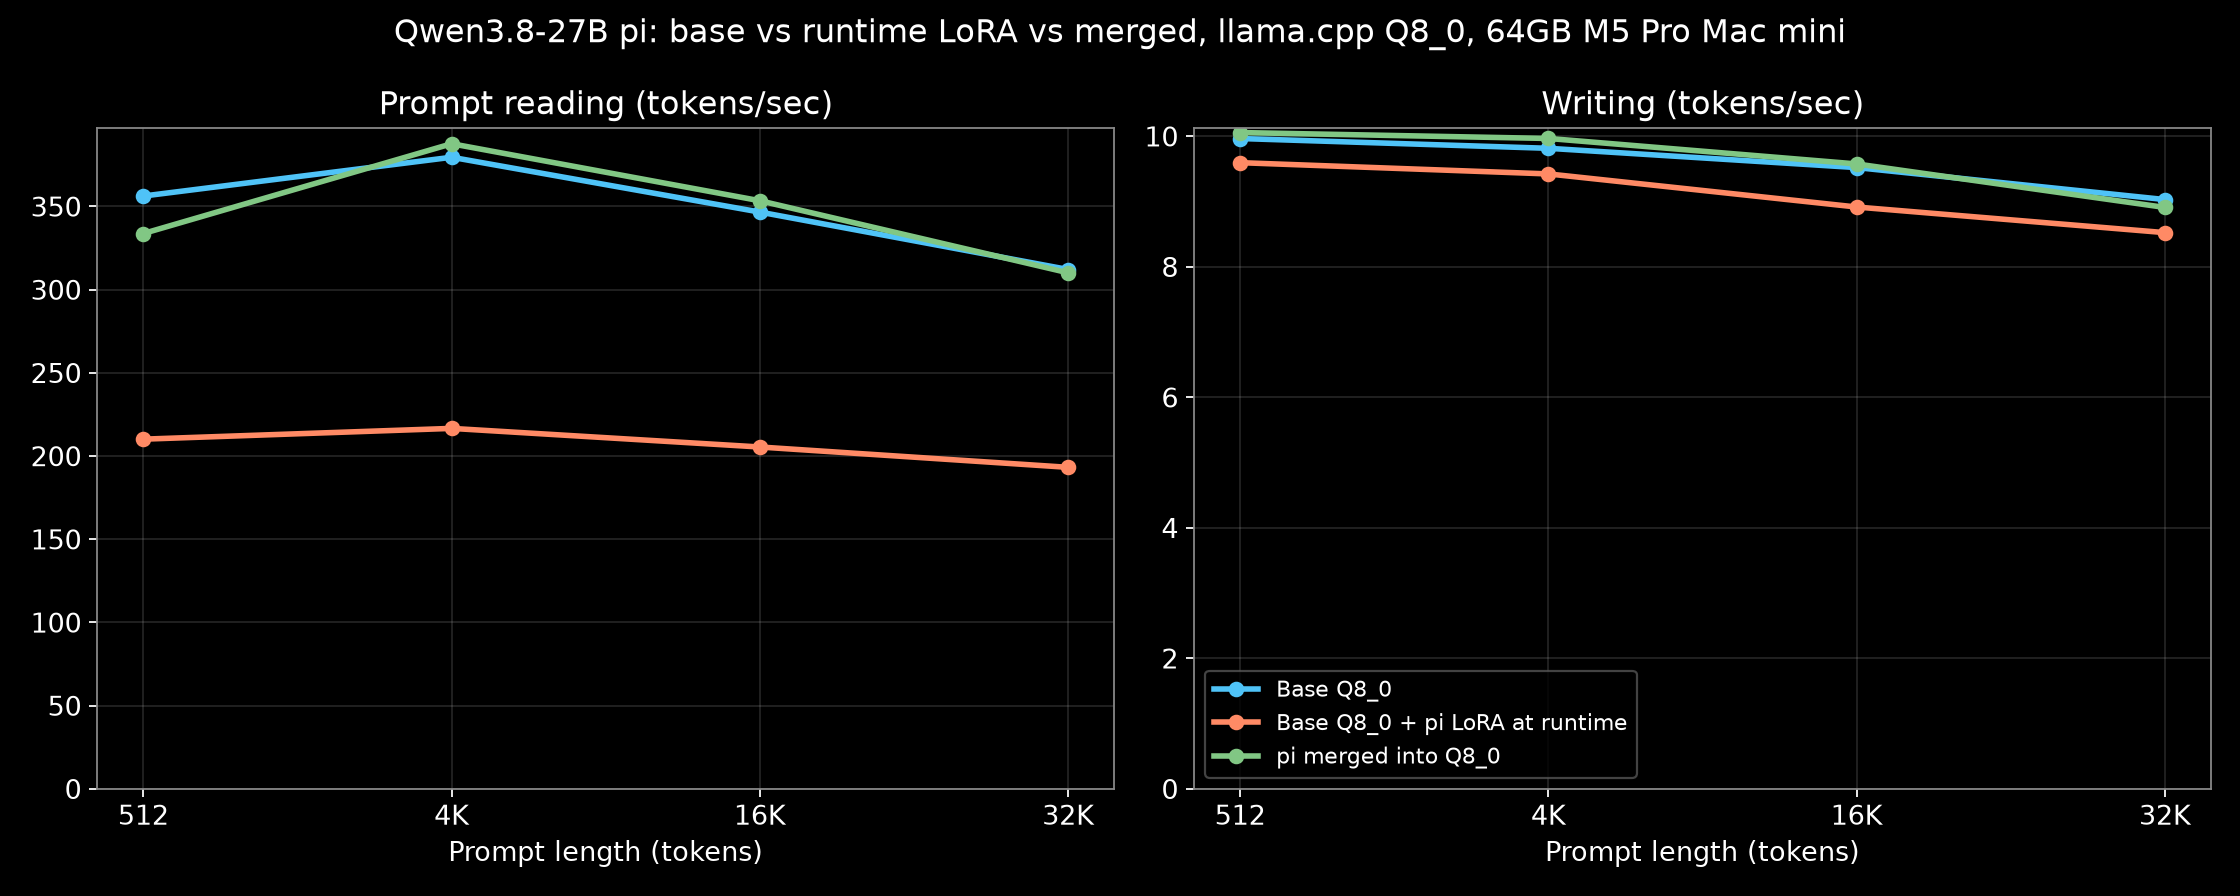 Qwen3.8-27B pi: base vs runtime LoRA vs merged, llama.cpp Q8_0, 64GB M5 Pro Mac mini
Prompt reading (tokens/sec)
350
300
250
200
150
100
50
0
512 4K 16K 32K
Prompt length (tokens)
Writing (tokens/sec)
10
8
6
4
2
0
Base Q8_0
Base Q8_0 + pi LoRA at runtime
pi merged into Q8_0
512 4K 16K 32K
Prompt length (tokens)